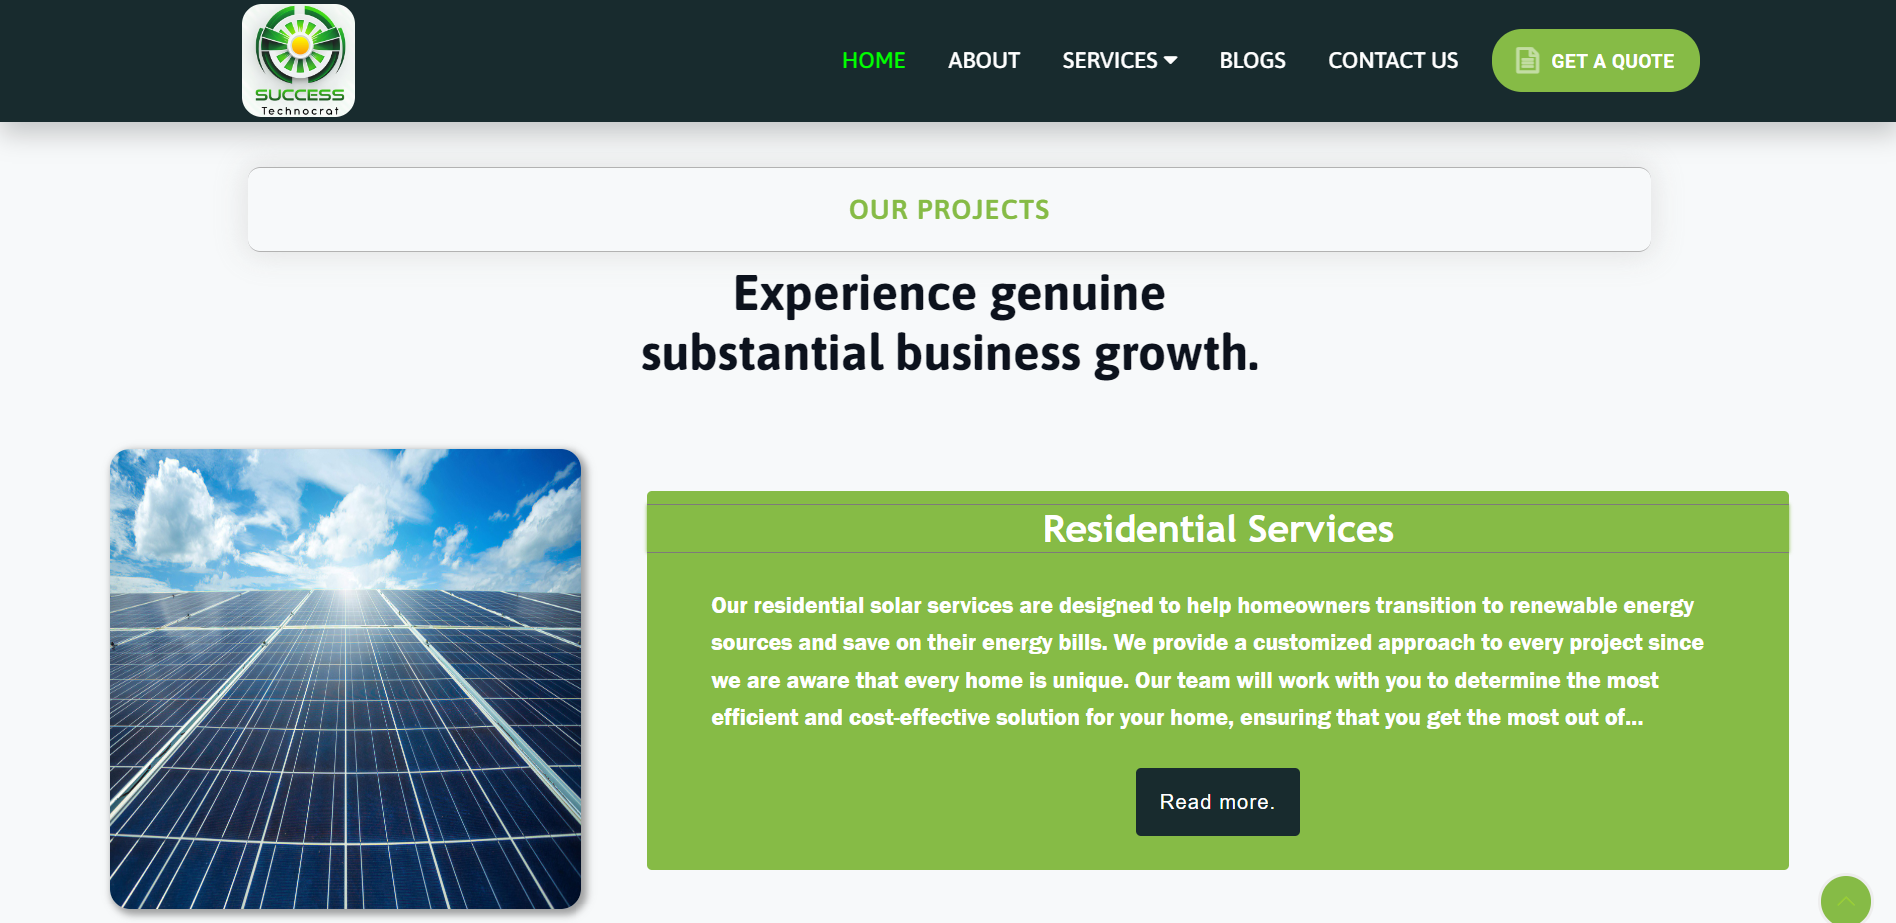 SUCCESS
Technocrat
HOME
ABOUT
SERVICES
BLOGS
CONTACT US
GET A QUOTE
OUR PROJECTS
Experience genuine
substantial business growth.
Residential Services
Our residential solar services are designed to help homeowners transition to renewable energy
sources and save on their energy bills. We provide a customized approach to every project since
we are aware that every home is unique. Our team will work with you to determine the most
efficient and cost-effective solution for your home, ensuring that you get the most out of...
Read more.